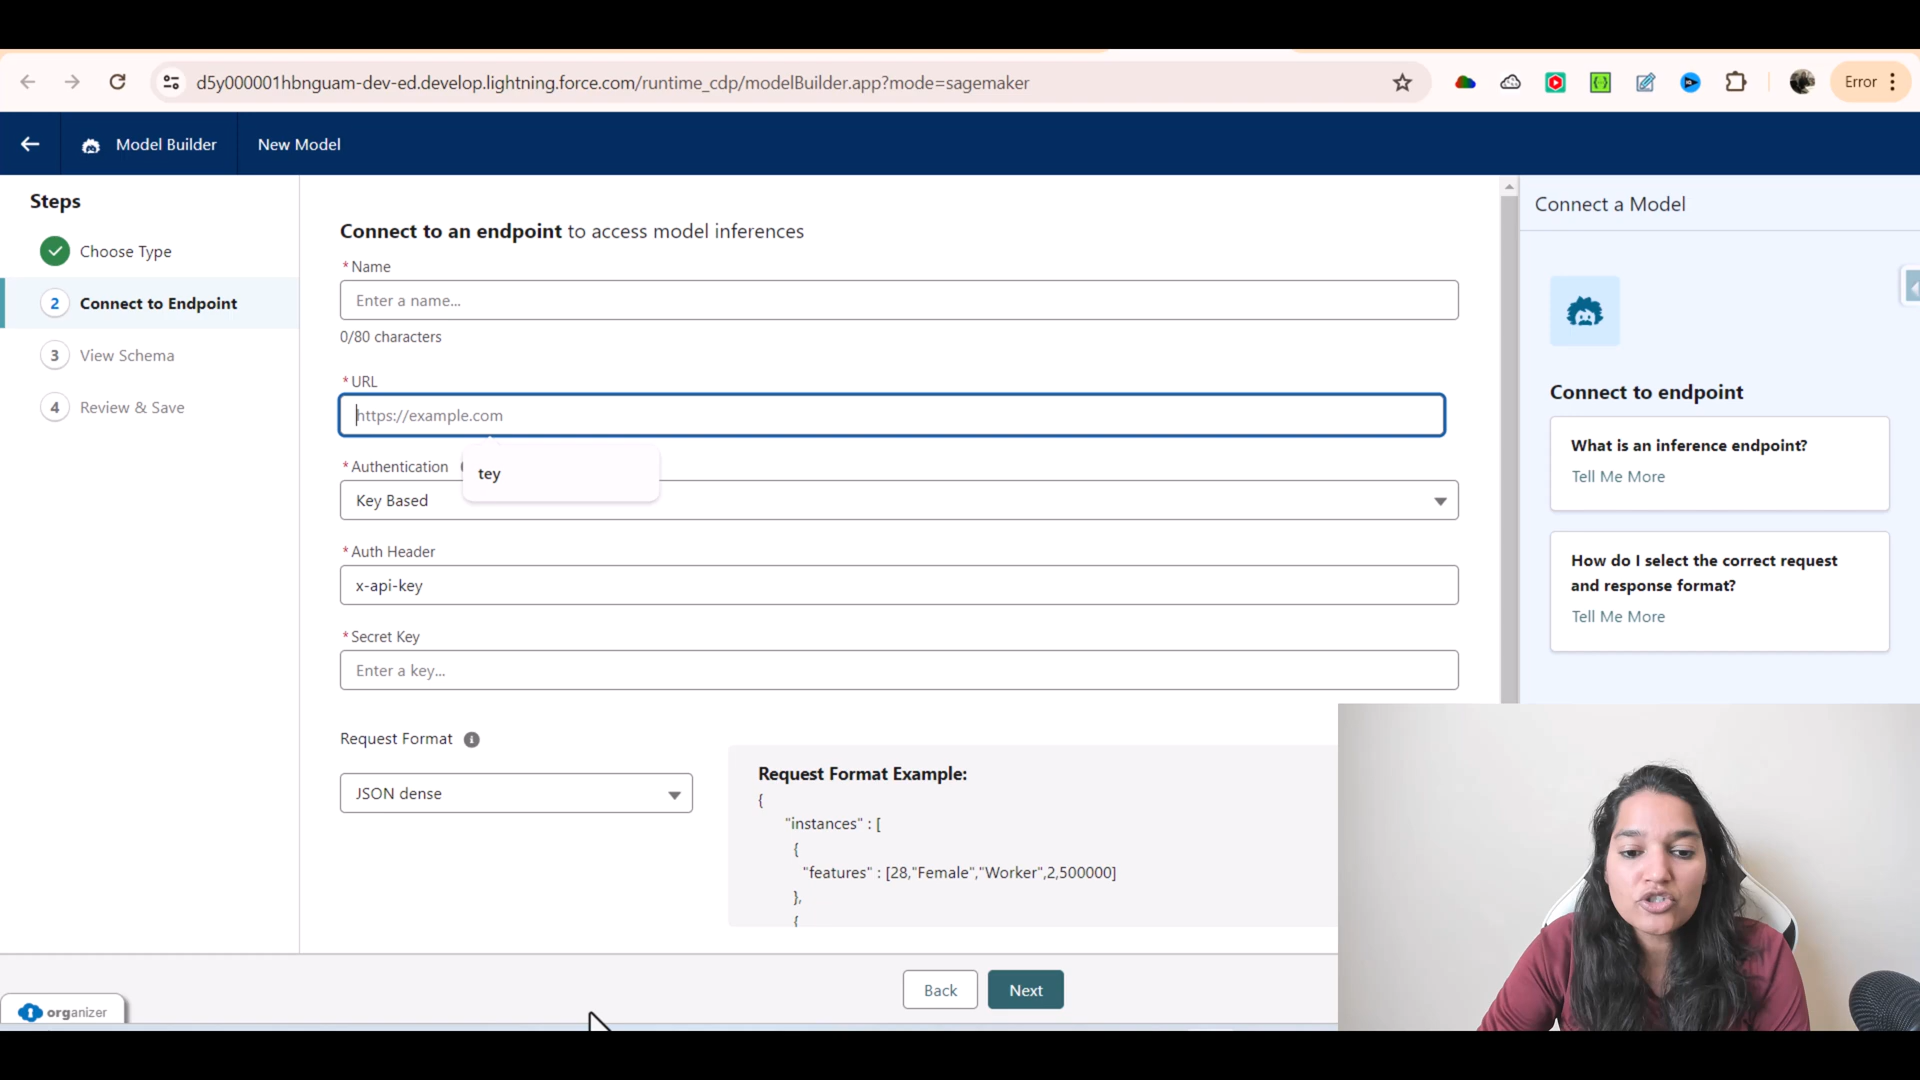 d5y000001hbnguam-dev-ed.develop.lightning.force.com/runtime_cdp/modelBuilder.app?mode=sagemaker
Error
Model Builder
New Model
Steps
Choose Type
2 Connect to Endpoint
3 View Schema
4 Review & Save
Connect to an endpoint to access model inferences
* Name
Enter a name...
0/80 characters
* URL
https://example.com
tey
* Authentication
Key Based
* Auth Header
x-api-key
* Secret Key
Enter a key...
Request Format
JSON dense
Request Format Example:
{
"instances" : [
{
"features" : [28,"Female","Worker",2,500000]
},
{
Back
Next
organizer
Connect a Model
Connect to endpoint
What is an inference endpoint?
Tell Me More
How do I select the correct request
and response format?
Tell Me More